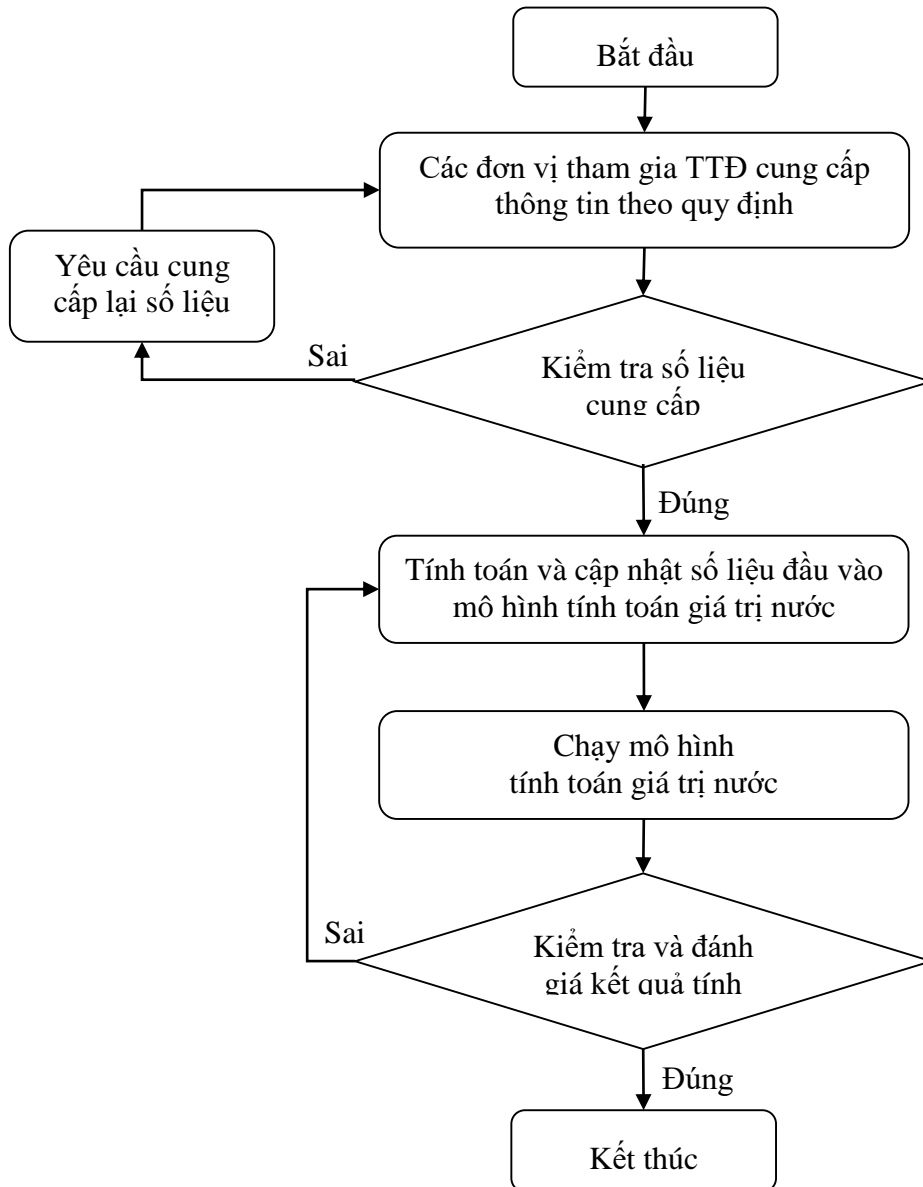 Bắt đầu
Các đơn vị tham gia TTĐ cung cấp
thông tin theo quy định
Yêu cầu cung
cấp lại số liệu
Sai
Kiểm tra số liệu
cung cấp
Đúng
Tính toán và cập nhật số liệu đầu vào
mô hình tính toán giá trị nước
Chạy mô hình
tính toán giá trị nước
Sai
Kiểm tra và đánh
giá kết quả tính
Đúng
Kết thúc